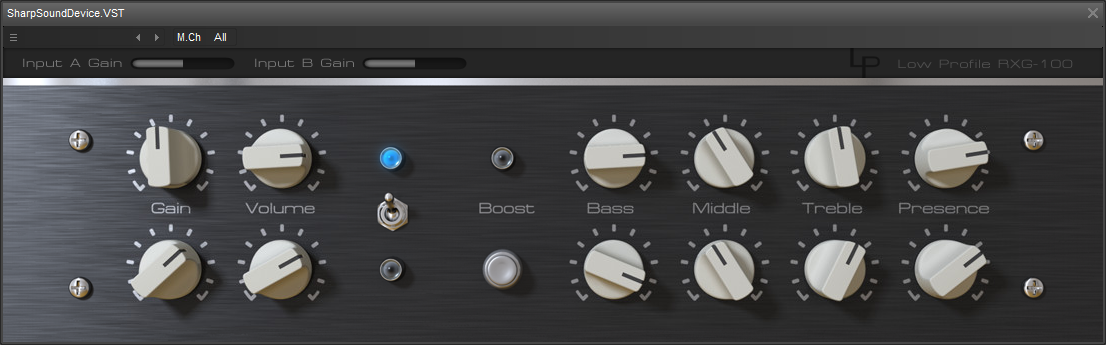 SharpSoundDevice.VST
M.Ch All
Input A Gain Input B Gain LP Low Profile RXG-100
Gain Volume Boost Bass Middle Treble Presence